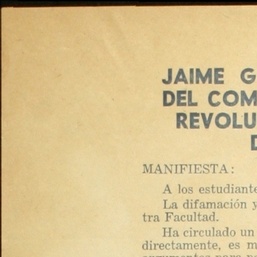 JAIME G
DEL COM
REVOLU
D
MANIFIESTA:
A los estudiante
La difamación y
tra Facultad.
Ha circulado un
directamente, es m